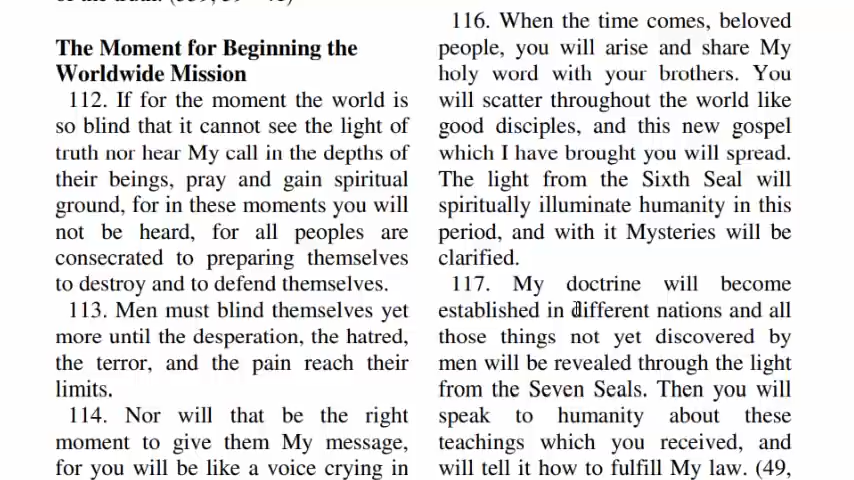 The Moment for Beginning the
Worldwide Mission
112. If for the moment the world is
so blind that it cannot see the light of
truth nor hear My call in the depths of
their beings, pray and gain spiritual
ground, for in these moments you will
not be heard, for all peoples are
consecrated to preparing themselves
to destroy and to defend themselves.
113. Men must blind themselves yet
more until the desperation, the hatred,
the terror, and the pain reach their
limits.
114. Nor will that be the right
moment to give them My message,
for you will be like a voice crying in
116. When the time comes, beloved
people, you will arise and share My
holy word with your brothers. You
will scatter throughout the world like
good disciples, and this new gospel
which I have brought you will spread.
The light from the Sixth Seal will
spiritually illuminate humanity in this
period, and with it Mysteries will be
clarified.
117. My doctrine will become
established in different nations and all
those things not yet discovered by
men will be revealed through the light
from the Seven Seals. Then you will
speak to humanity about these
teachings which you received, and
will tell it how to fulfill My law. (49,